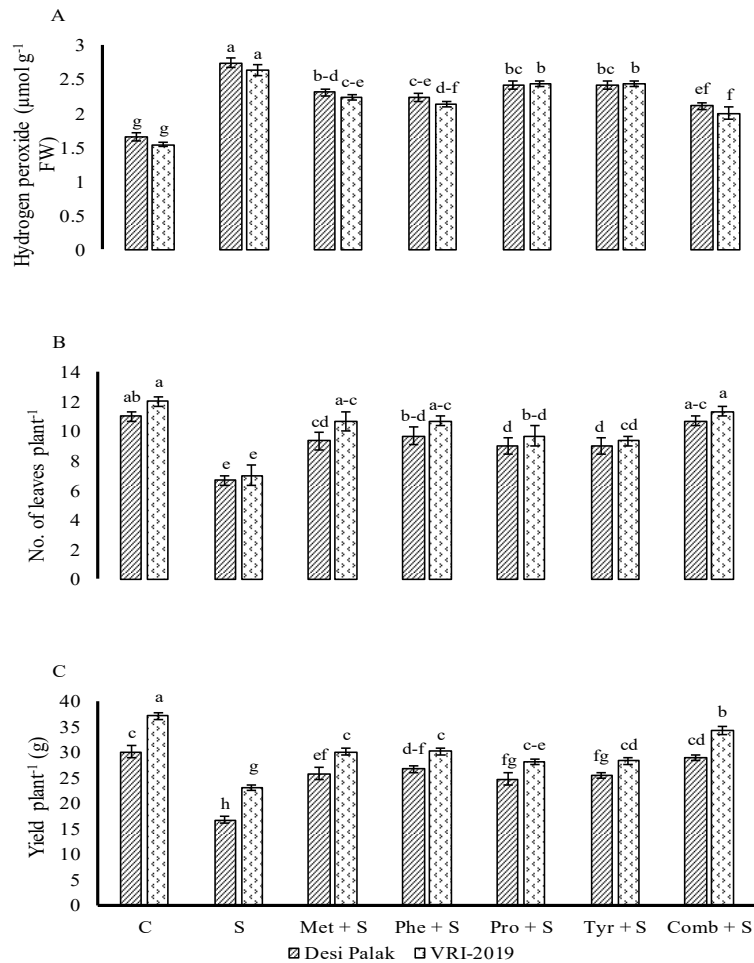 A
Hydrogen peroxide (µmol g-1
FW)
3
2.5
2
1.5
1
0.5
0
g g a a b-d c-e c-e d-f bc b bc b ef f
B
No. of leaves plant-1
14
12
10
8
6
4
2
0
ab a e e cd a-c b-d a-c d b-d d cd a-c a
C
Yield plant-1 (g)
40
35
30
25
20
15
10
5
0
c a h g ef c d-f c fg c-e fg cd cd b
C S Met + S Phe + S Pro + S Tyr + S Comb + S
Desi Palak VRI-2019